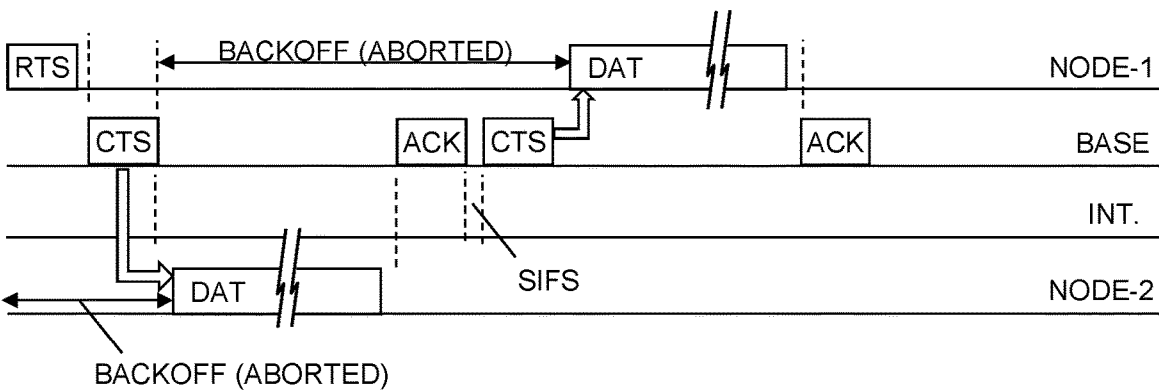 BACKOFF (ABORTED)
RTS DAT NODE-1
CTS ACK CTS ACK BASE
INT.
SIFS
DAT NODE-2
BACKOFF (ABORTED)